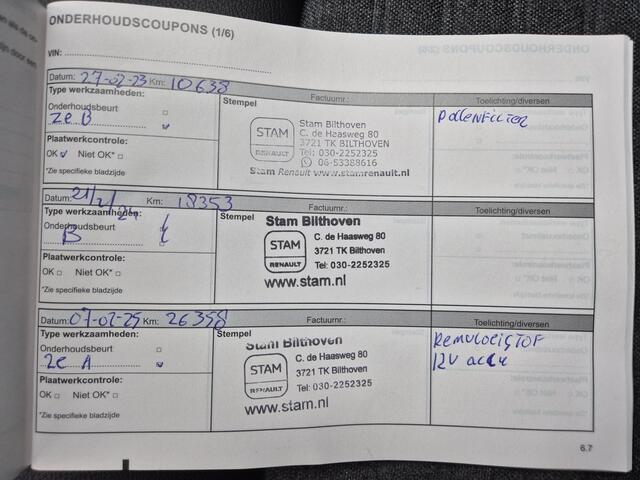 ONDERHOUDSCOUPONS (1/6)
VIN:
Datum: 27-02-23 Km: 10638
Type werkzaamheden:
Stempel
Factuurnr.:
Toelichting/diversen
Onderhoudsbeurt
ZE B
Pollenfilter
STAM
RENAULT
Stam Bilthoven
C. de Haasweg 80
3721 TK BILTHOVEN
Tel: 030-2252325
06-53388616
Stam Renault www.stamrenault.nl
Plaatwerkcontrole:
OK Niet OK*
*Zie specifieke bladzijde
Datum: 21/2/24 Km: 18353
Type werkzaamheden:
Stempel
Toelichting/diversen
Onderhoudsbeurt
B
Stam Bilthoven
STAM
RENAULT
C. de Haasweg 80
3721 TK Bilthoven
Tel: 030-2252325
www.stam.nl
Plaatwerkcontrole:
OK Niet OK*
*Zie specifieke bladzijde
Datum: 07-02-25 Km: 26358
Type werkzaamheden:
Stempel
Factuurnr.:
Toelichting/diversen
Onderhoudsbeurt
ZE A
Remvloeistof
12V accu
Stam Bilthoven
STAM
RENAULT
C. de Haasweg 80
3721 TK Bilthoven
Tel: 030-2252325
www.stam.nl
Plaatwerkcontrole:
OK Niet OK*
*Zie specifieke bladzijde
6.7